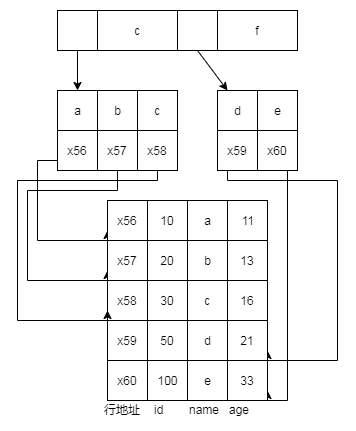 c f
a b c d e
x56 x57 x58 x59 x60
x56 10 a 11
x57 20 b 13
x58 30 c 16
x59 50 d 21
x60 100 e 33
行地址 id name age